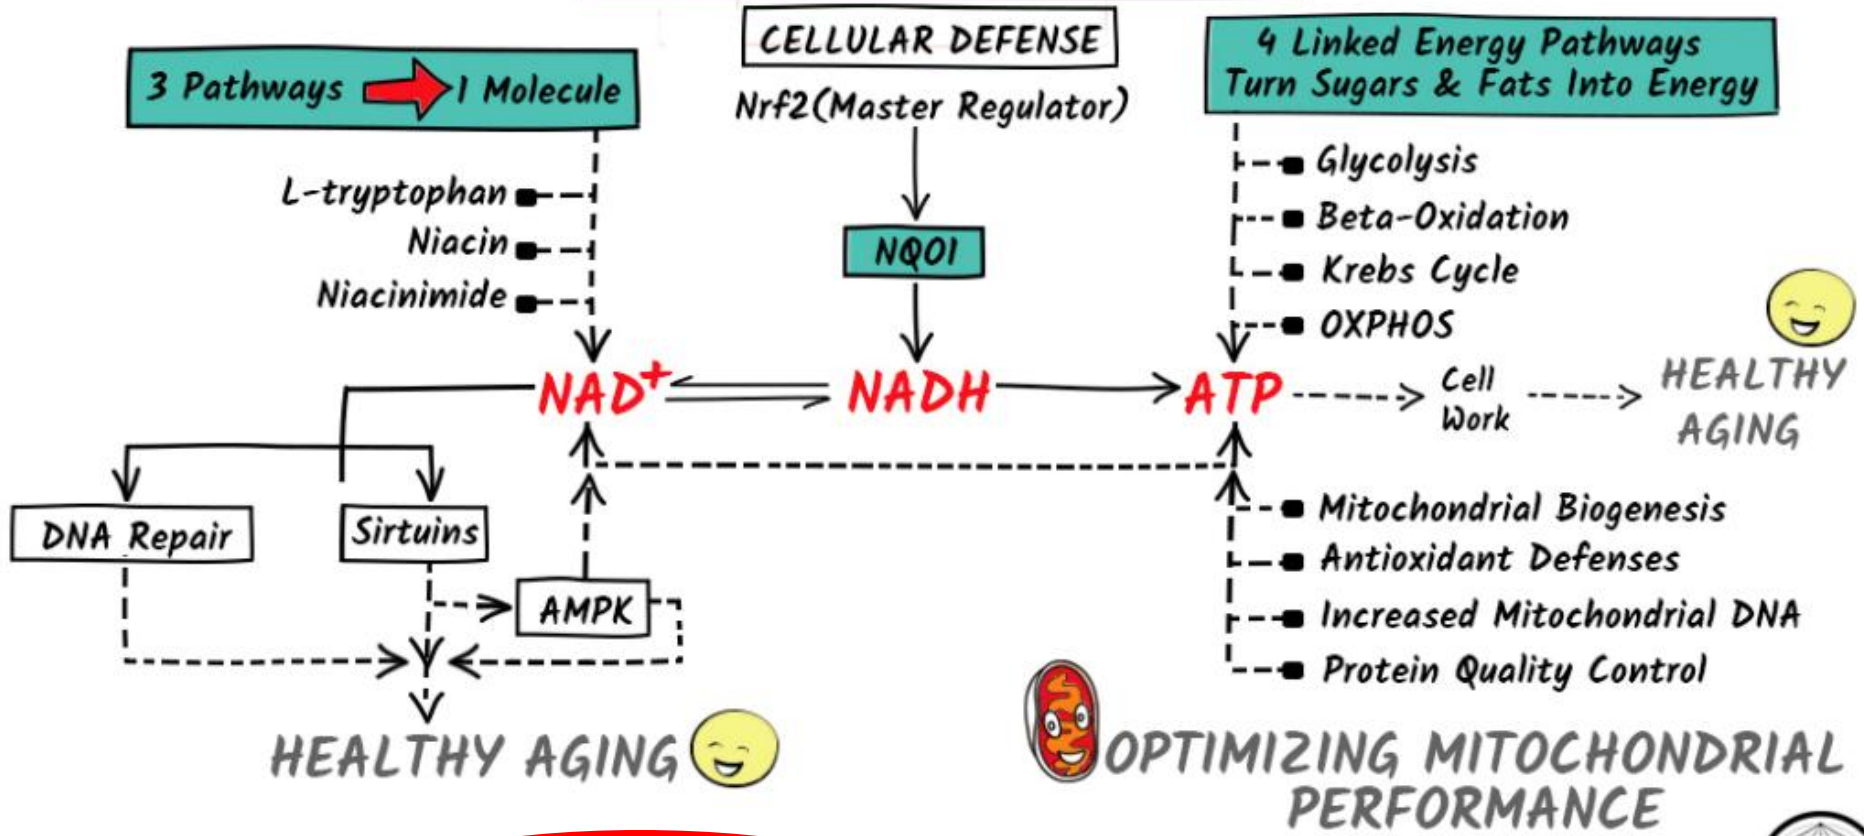 3 Pathways 1 Molecule
L-tryptophan
Niacin
Niacinimide
CELLULAR DEFENSE
Nrf2(Master Regulator)
NQO1
4 Linked Energy Pathways
Turn Sugars & Fats Into Energy
Glycolysis
Beta-Oxidation
Krebs Cycle
OXPHOS
NAD+
NADH
ATP
Cell
Work
HEALTHY
AGING
DNA Repair
Sirtuins
AMPK
HEALTHY AGING
Mitochondrial Biogenesis
Antioxidant Defenses
Increased Mitochondrial DNA
Protein Quality Control
OPTIMIZING MITOCHONDRIAL
PERFORMANCE